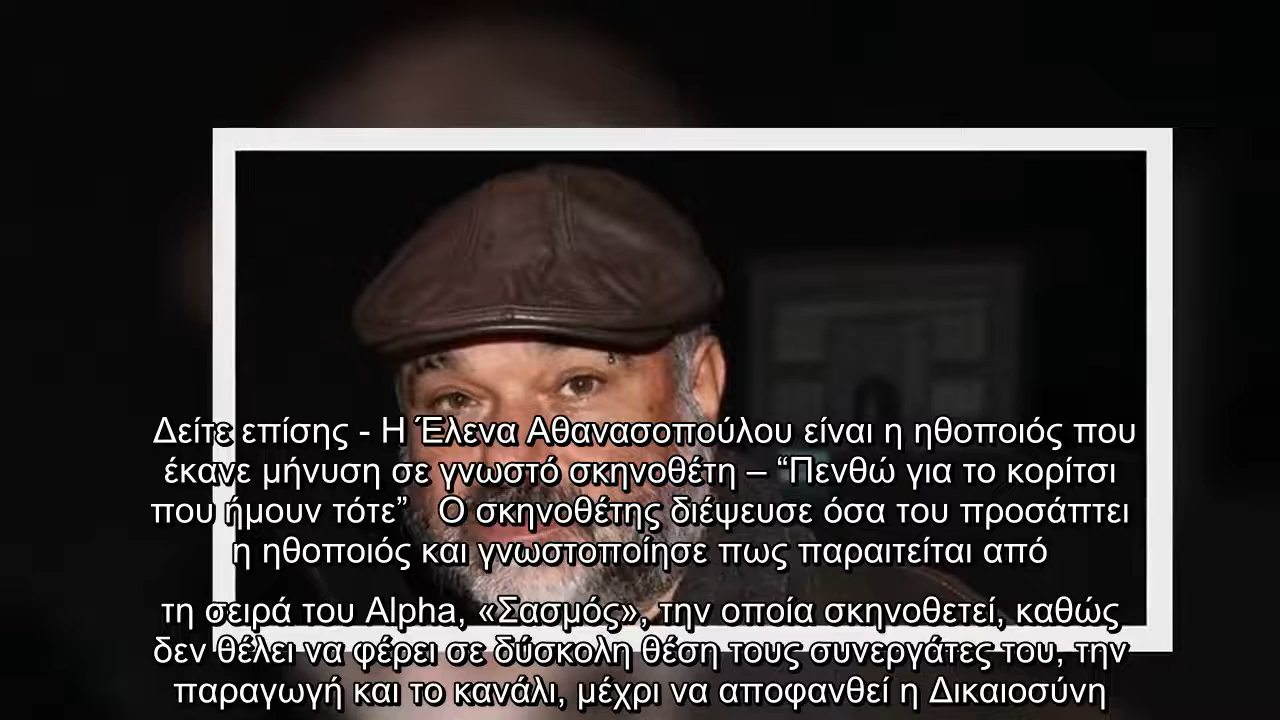 Δείτε επίσης - Η Έλενα Αθανασοπούλου είναι η ηθοποιός που
έκανε μήνυση σε γνωστό σκηνοθέτη – “Πενθώ για το κορίτσι
που ήμουν τότε” Ο σκηνοθέτης διέψευσε όσα του προσάπτει
η ηθοποιός και γνωστοποίησε πως παραιτείται από
τη σειρά του Alpha, «Σασμός», την οποία σκηνοθετεί, καθώς
δεν θέλει να φέρει σε δύσκολη θέση τους συνεργάτες του, την
παραγωγή και το κανάλι, μέχρι να αποφανθεί η Δικαιοσύνη